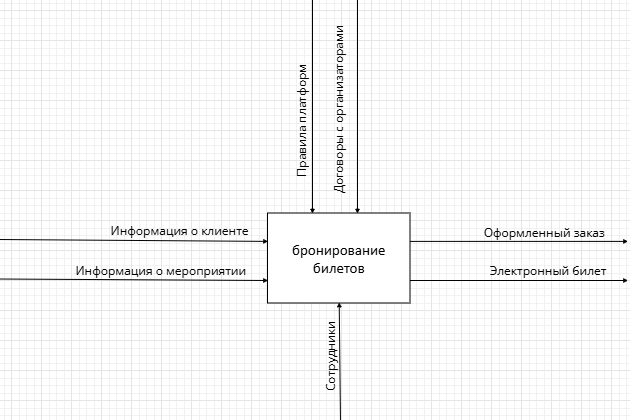 Правила платформ
Договоры с организаторами
Информация о клиенте
Информация о мероприятии
бронирование
билетов
Оформленный заказ
Электронный билет
Сотрудники